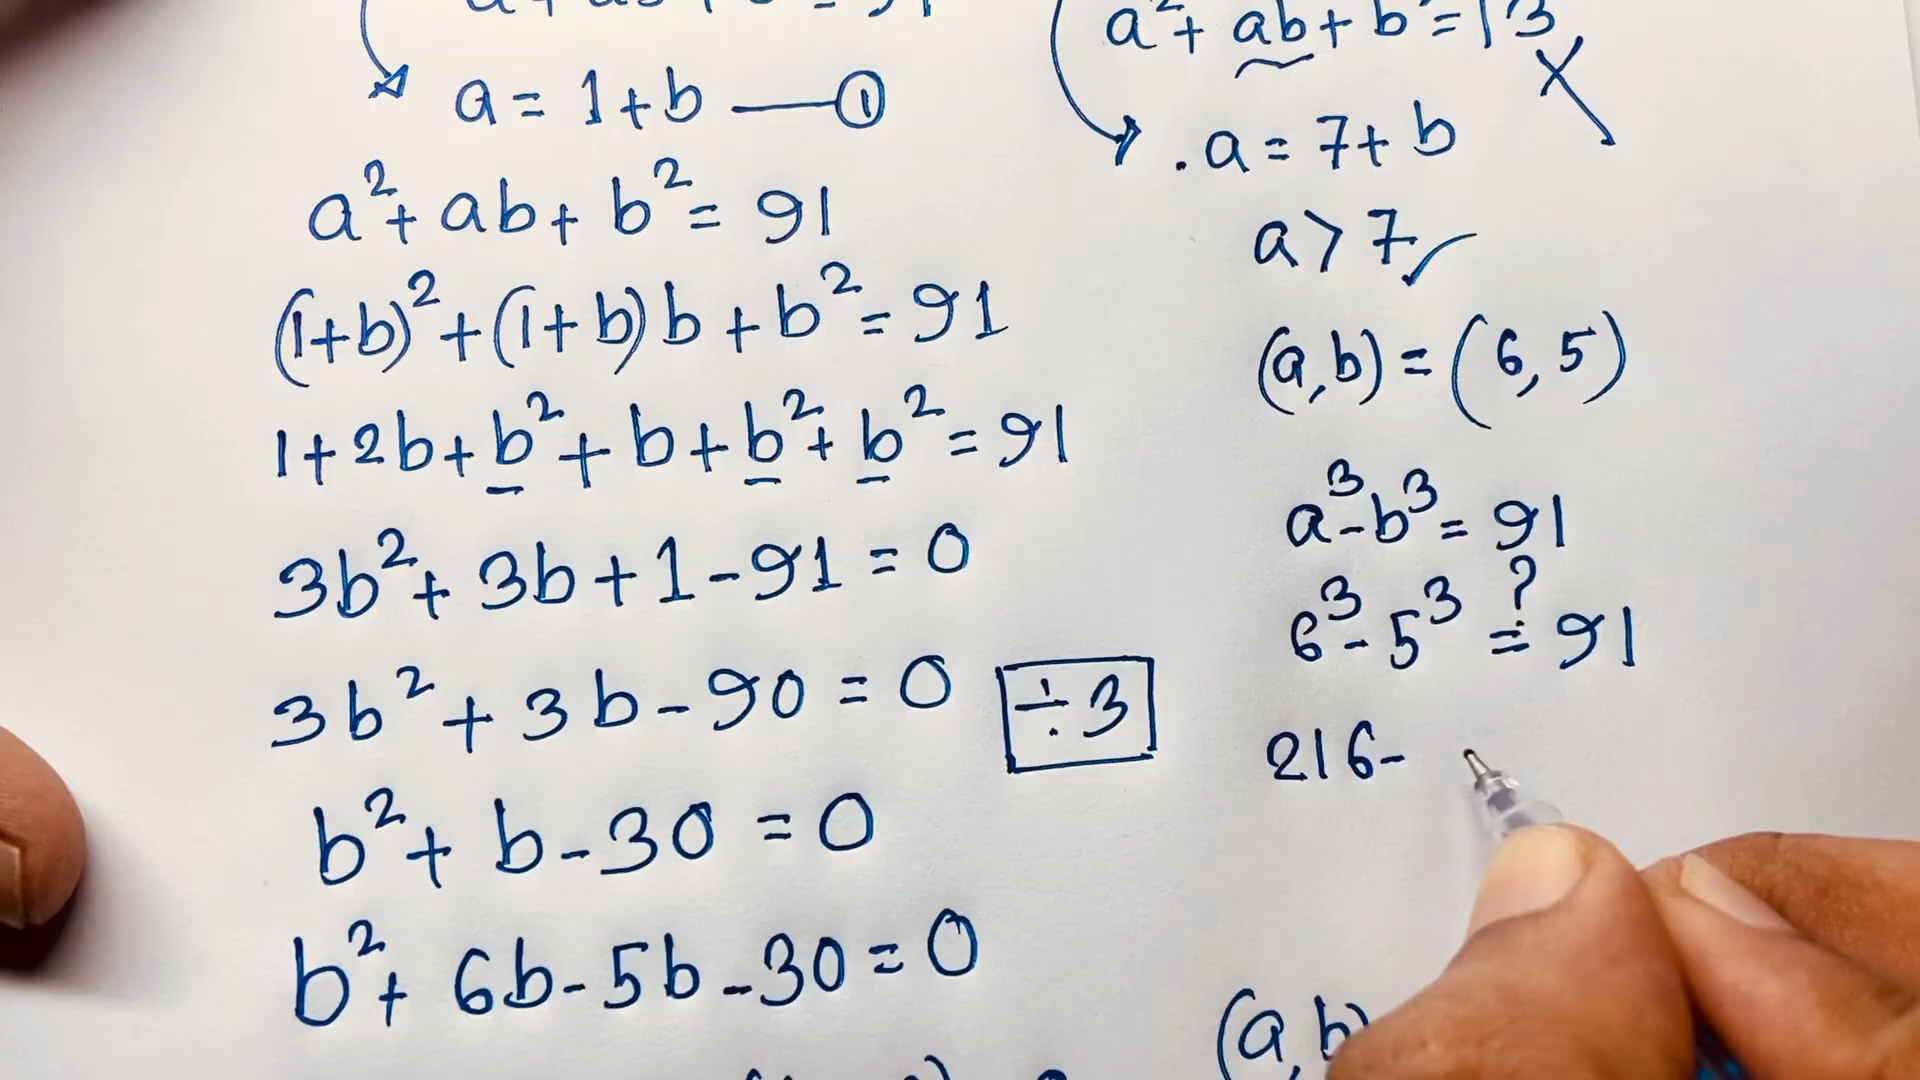 a = 1+b —①
a²+ ab+ b² = 91
(1+b)²+(1+b)b+b² = 91
1+2b+b²+b+b²+b² = 91
3b²+3b+1-91 = 0
3b²+3b-90 = 0 ÷3
b²+b-30 = 0
b²+6b-5b-30 = 0
a²+ab+b²=13 X
.a = 7+b
a>7✓
(a,b) = (6,5)
a³-b³ = 91
6³-5³ ≟ 91
216-
(a,b)